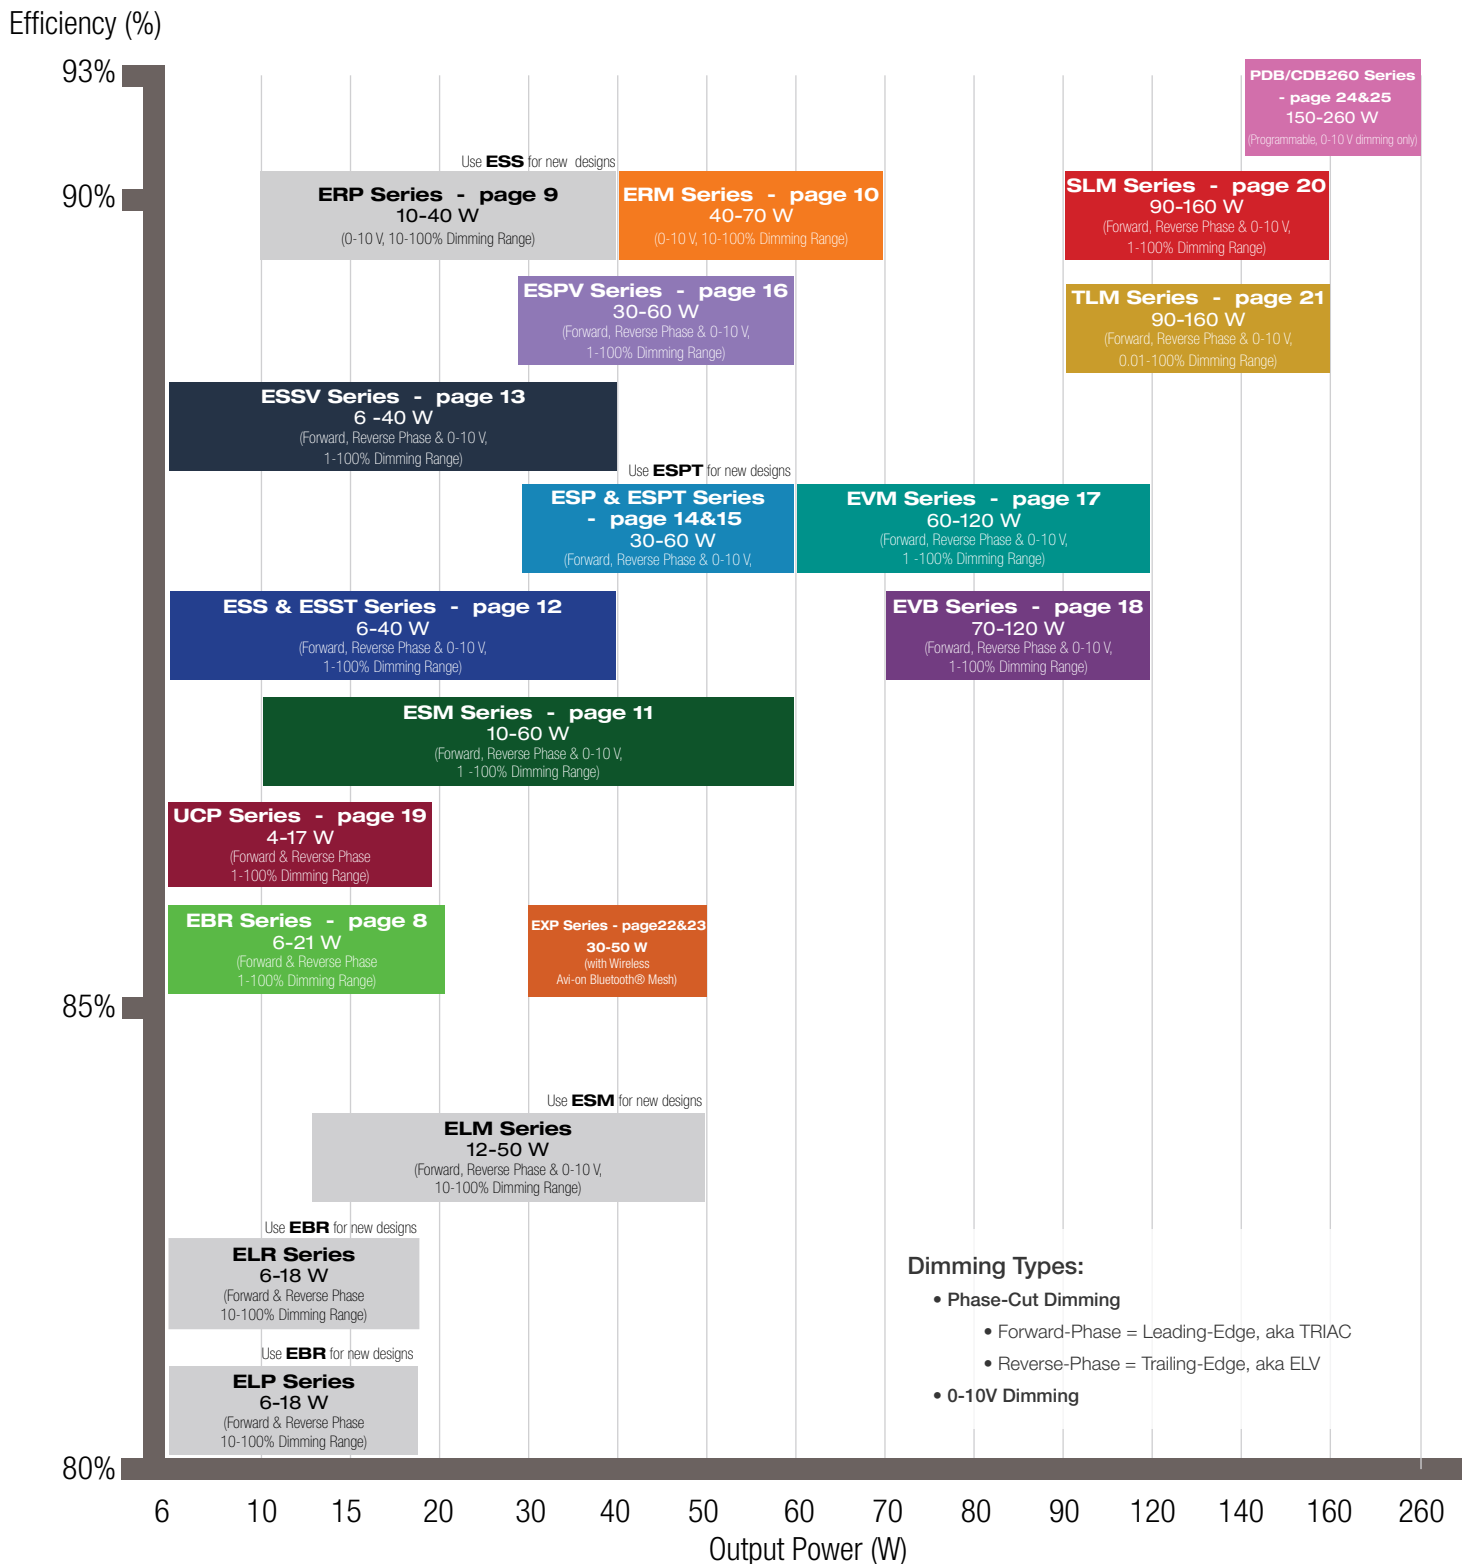 Efficiency (%)
93%
PDB/CDB260 Series
- page 24&25
150-260 W
(Programmable, 0-10 V dimming only)
Use ESS for new designs
90%
ERP Series - page 9
10-40 W
(0-10 V, 10-100% Dimming Range)
ERM Series - page 10
40-70 W
(0-10 V, 10-100% Dimming Range)
SLM Series - page 20
90-160 W
(Forward, Reverse Phase & 0-10 V,
1-100% Dimming Range)
ESPV Series - page 16
30-60 W
(Forward, Reverse Phase & 0-10 V,
1-100% Dimming Range)
TLM Series - page 21
90-160 W
(Forward, Reverse Phase & 0-10 V,
0.01-100% Dimming Range)
ESSV Series - page 13
6 -40 W
(Forward, Reverse Phase & 0-10 V,
1-100% Dimming Range)
Use ESPT for new designs
ESP & ESPT Series
- page 14&15
30-60 W
(Forward, Reverse Phase & 0-10 V,
EVM Series - page 17
60-120 W
(Forward, Reverse Phase & 0-10 V,
1 -100% Dimming Range)
ESS & ESST Series - page 12
6-40 W
(Forward, Reverse Phase & 0-10 V,
1-100% Dimming Range)
EVB Series - page 18
70-120 W
(Forward, Reverse Phase & 0-10 V,
1-100% Dimming Range)
ESM Series - page 11
10-60 W
(Forward, Reverse Phase & 0-10 V,
1 -100% Dimming Range)
UCP Series - page 19
4-17 W
(Forward & Reverse Phase
1-100% Dimming Range)
EBR Series - page 8
6-21 W
(Forward & Reverse Phase
1-100% Dimming Range)
EXP Series - page22&23
30-50 W
(with Wireless
Avi-on Bluetooth® Mesh)
85%
Use ESM for new designs
ELM Series
12-50 W
(Forward, Reverse Phase & 0-10 V,
10-100% Dimming Range)
Use EBR for new designs
ELR Series
6-18 W
(Forward & Reverse Phase
10-100% Dimming Range)
Use EBR for new designs
ELP Series
6-18 W
(Forward & Reverse Phase
10-100% Dimming Range)
Dimming Types:
• Phase-Cut Dimming
• Forward-Phase = Leading-Edge, aka TRIAC
• Reverse-Phase = Trailing-Edge, aka ELV
• 0-10V Dimming
80%
6 10 15 20 30 40 50 60 70 80 90 120 140 160 260
Output Power (W)